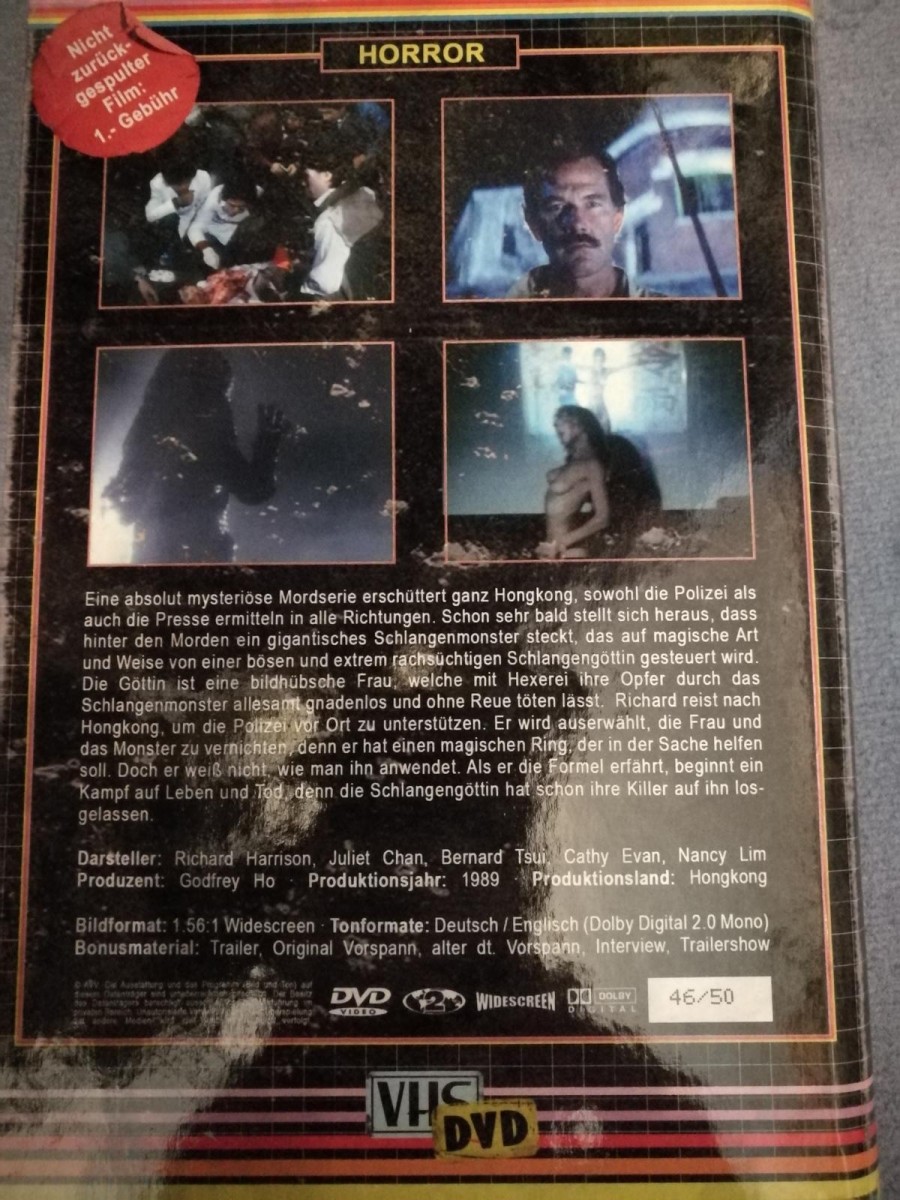 Nicht
zurück-
gespulter
Film:
1.- Gebühr
HORROR
Eine absolut mysteriöse Mordserie erschüttert ganz Hongkong, sowohl die Polizei als
auch die Presse ermitteln in alle Richtungen. Schon sehr bald stellt sich heraus, dass
hinter den Morden ein gigantisches Schlangenmonster steckt, das auf magische Art
und Weise von einer bösen und extrem rachsüchtigen Schlangengöttin gesteuert wird.
Die Göttin ist eine bildhübsche Frau, welche mit Hexerei ihre Opfer durch das
Schlangenmonster allesamt gnadenlos und ohne Reue töten lässt. Richard reist nach
Hongkong, um die Polizei vor Ort zu unterstützen. Er wird auserwählt, die Frau und
das Monster zu vernichten, denn er hat einen magischen Ring, der in der Sache helfen
soll. Doch er weiß nicht, wie man ihn anwendet. Als er die Formel erfährt, beginnt ein
Kampf auf Leben und Tod, denn die Schlangengöttin hat schon ihre Killer auf ihn los-
gelassen.
Darsteller: Richard Harrison, Juliet Chan, Bernard Tsui, Cathy Evan, Nancy Lim
Produzent: Godfrey Ho · Produktionsjahr: 1989 · Produktionsland: Hongkong
Bildformat: 1.56:1 Widescreen · Tonformate: Deutsch / Englisch (Dolby Digital 2.0 Mono)
Bonusmaterial: Trailer, Original Vorspann, alter dt. Vorspann, Interview, Trailershow
DVD VIDEO 2 WIDESCREEN DOLBY DIGITAL 46/50
VHS
DVD